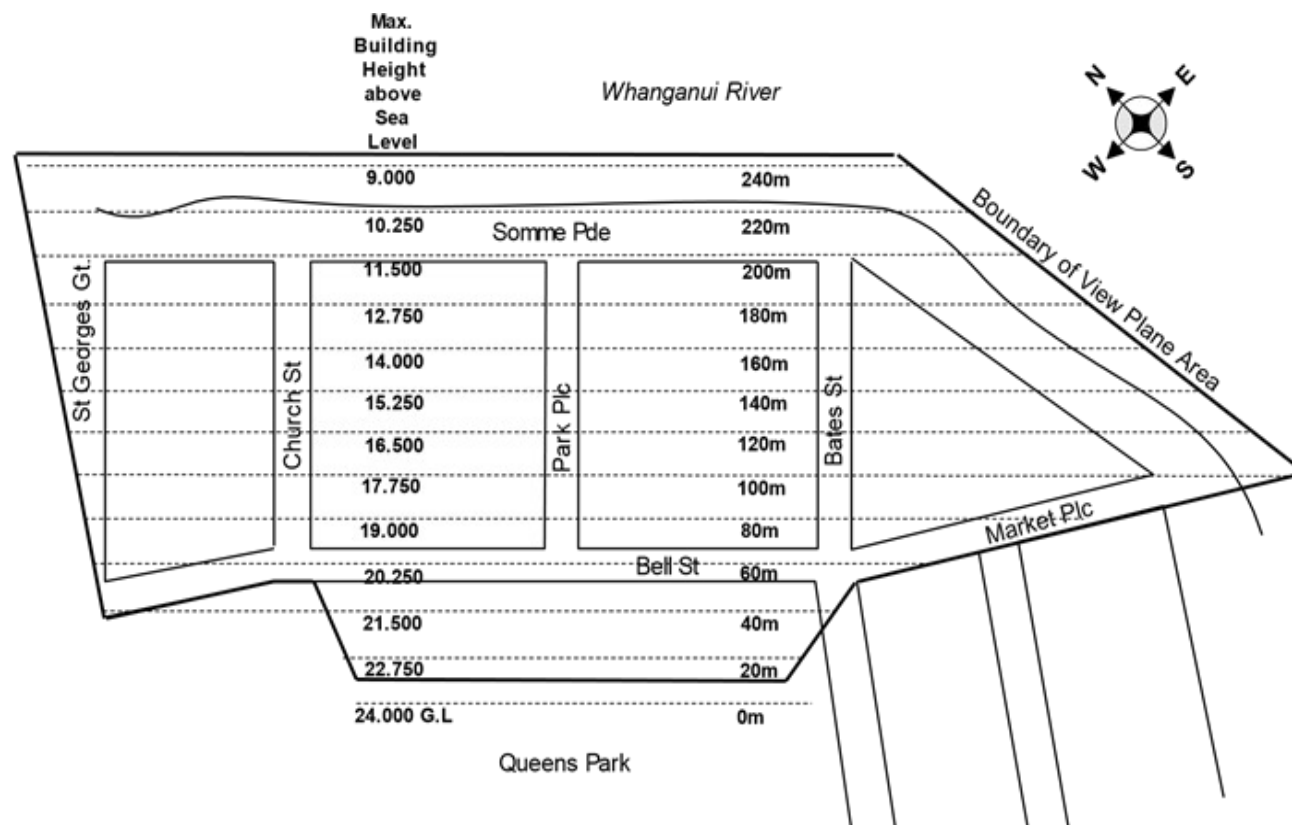 Max.
Building
Height
above
Sea
Level
Whanganui River
N
E
W
S
9.000 240m
10.250 220m
Somme Pde
11.500 200m
12.750 180m
14.000 160m
15.250 140m
16.500 120m
17.750 100m
19.000 80m
20.250 60m
21.500 40m
22.750 20m
24.000 G.L 0m
St Georges Gt.
Church St
Park Plc
Bates St
Boundary of View Plane Area
Market Plc
Bell St
Queens Park